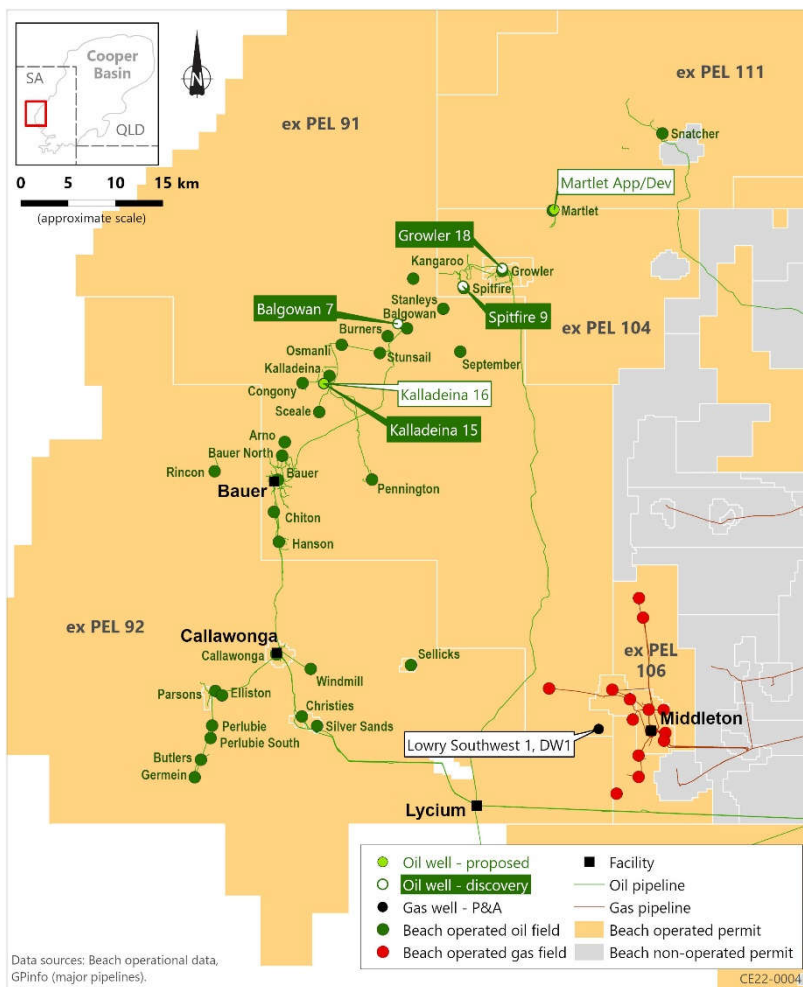 Cooper
Basin
SA
QLD
N
0 5 10 15 km
(approximate scale)
ex PEL 91
ex PEL 111
Snatcher
Martlet App/Dev
Martlet
Growler 18
Kangaroo
Growler
Spitfire
Spitfire 9
Balgowan 7
Stanleys
Balgowan
Burners
ex PEL 104
Osmanli
Stunsail
September
Kalladeina
Congony
Kalladeina 16
Sceale
Kalladeina 15
Arno
Bauer North
Rincon
Bauer
Bauer
Pennington
Chiton
Hanson
ex PEL 92
Callawonga
Callawonga
Sellicks
Windmill
ex PEL
106
Parsons
Elliston
Christies
Middleton
Perlubie
Silver Sands
Perlubie South
Lowry Southwest 1, DW1
Butlers
Germein
Lycium
Oil well - proposed
Oil well - discovery
Gas well - P&A
Beach operated oil field
Beach operated gas field
Facility
Oil pipeline
Gas pipeline
Beach operated permit
Beach non-operated permit
Data sources: Beach operational data,
GPinfo (major pipelines).
CE22-0004